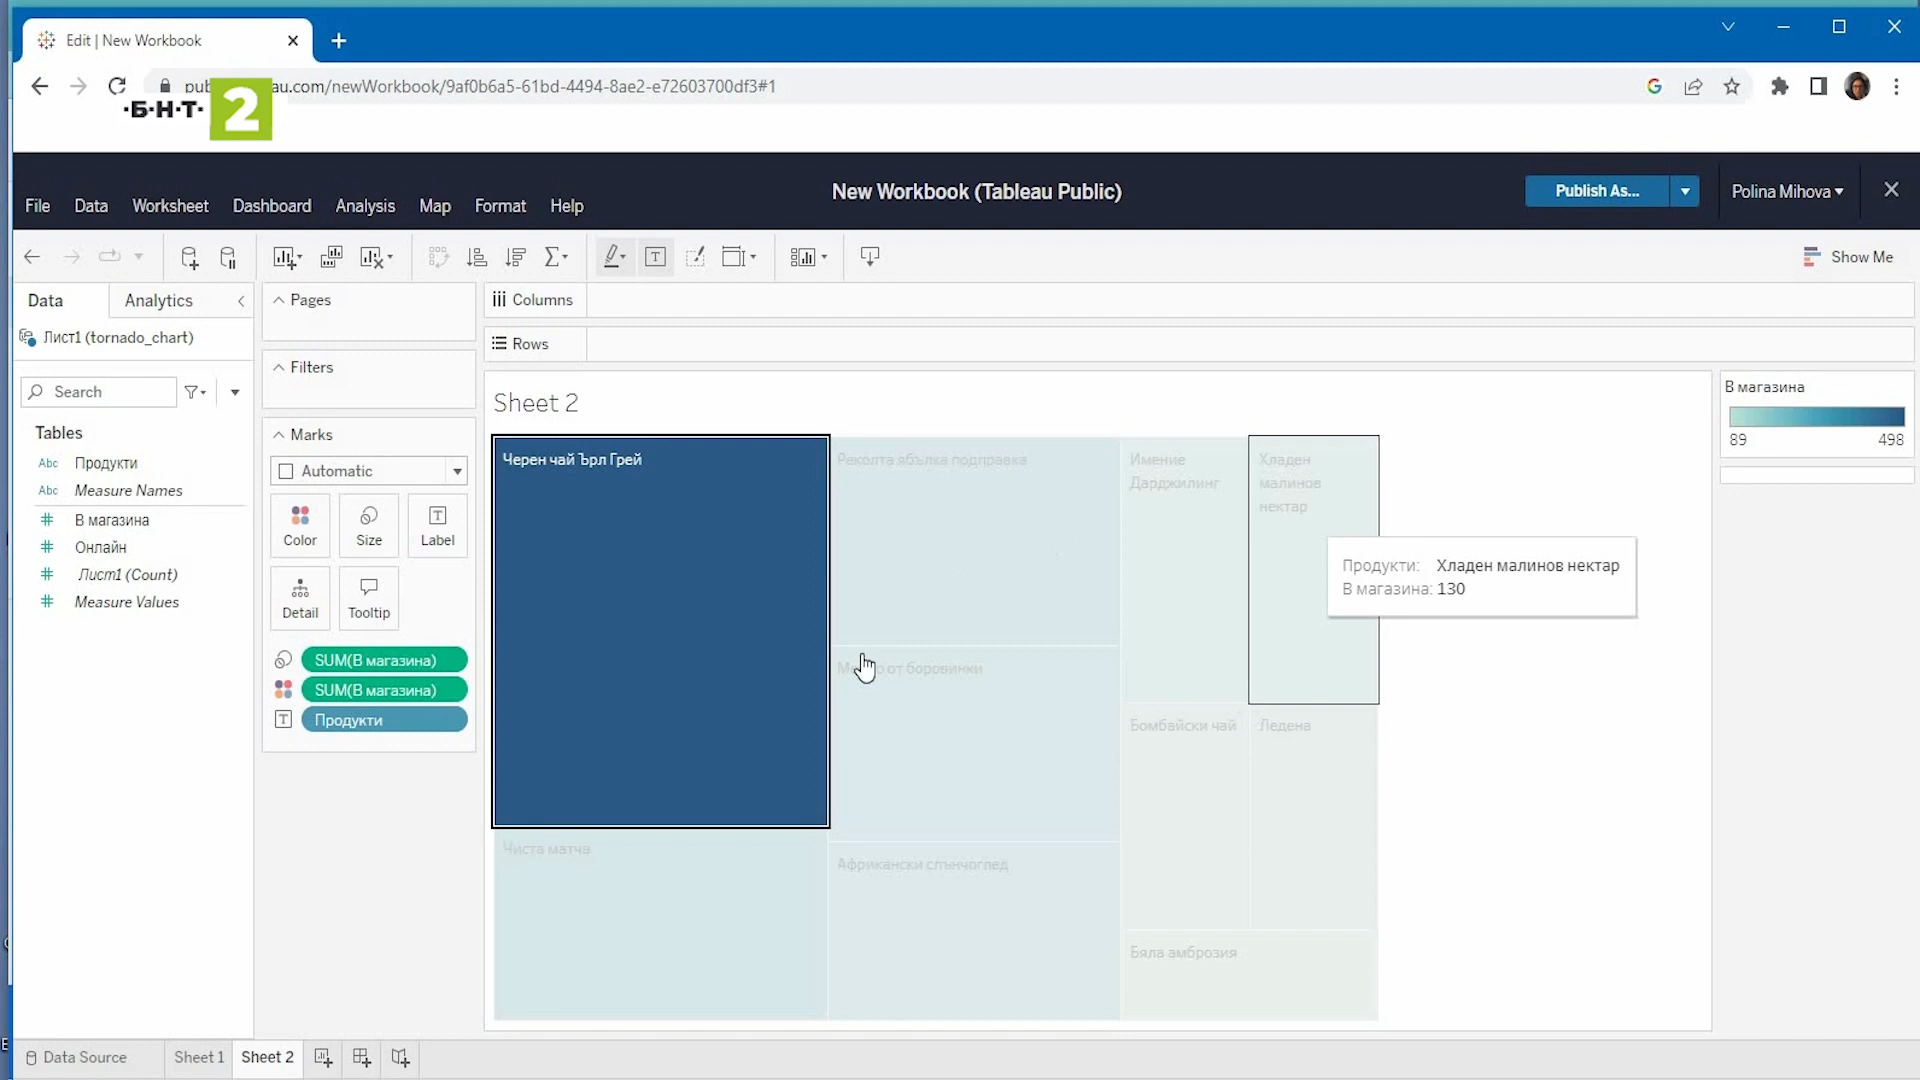 Edit | New Workbook
au.com/newWorkbook/9af0b6a5-61bd-4494-8ae2-e72603700df3#1
·Б·Н·Т· 2
New Workbook (Tableau Public)
Publish As...
Polina Mihova
File Data Worksheet Dashboard Analysis Map Format Help
Show Me
Data Analytics
Pages
Columns
Лист1 (tornado_chart)
Rows
Filters
Search
Tables
Abc Продукти
Abc Measure Names
# В магазина
# Онлайн
# Лист1 (Count)
# Measure Values
Marks
Automatic
Color Size Label
Detail Tooltip
SUM(В магазина)
SUM(В магазина)
Продукти
Sheet 2
Черен чай Ърл Грей
Реколта ябълка подправка
Имение
Дарджилинг
Хладен
малинов
нектар
Продукти: Хладен малинов нектар
В магазина: 130
от боровинки
Бомбайски чай
Ледена
Чиста матча
Африкански слънчоглед
Бяла амброзия
В магазина
89 498
Data Source Sheet 1 Sheet 2